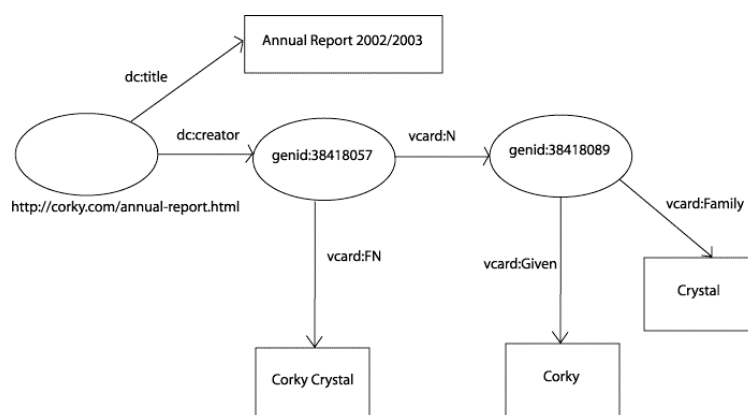 Annual Report 2002/2003
dc:title
dc:creator
genid:38418057
vcard:N
genid:38418089
http://corky.com/annual-report.html
vcard:Family
vcard:FN
vcard:Given
Crystal
Corky Crystal
Corky